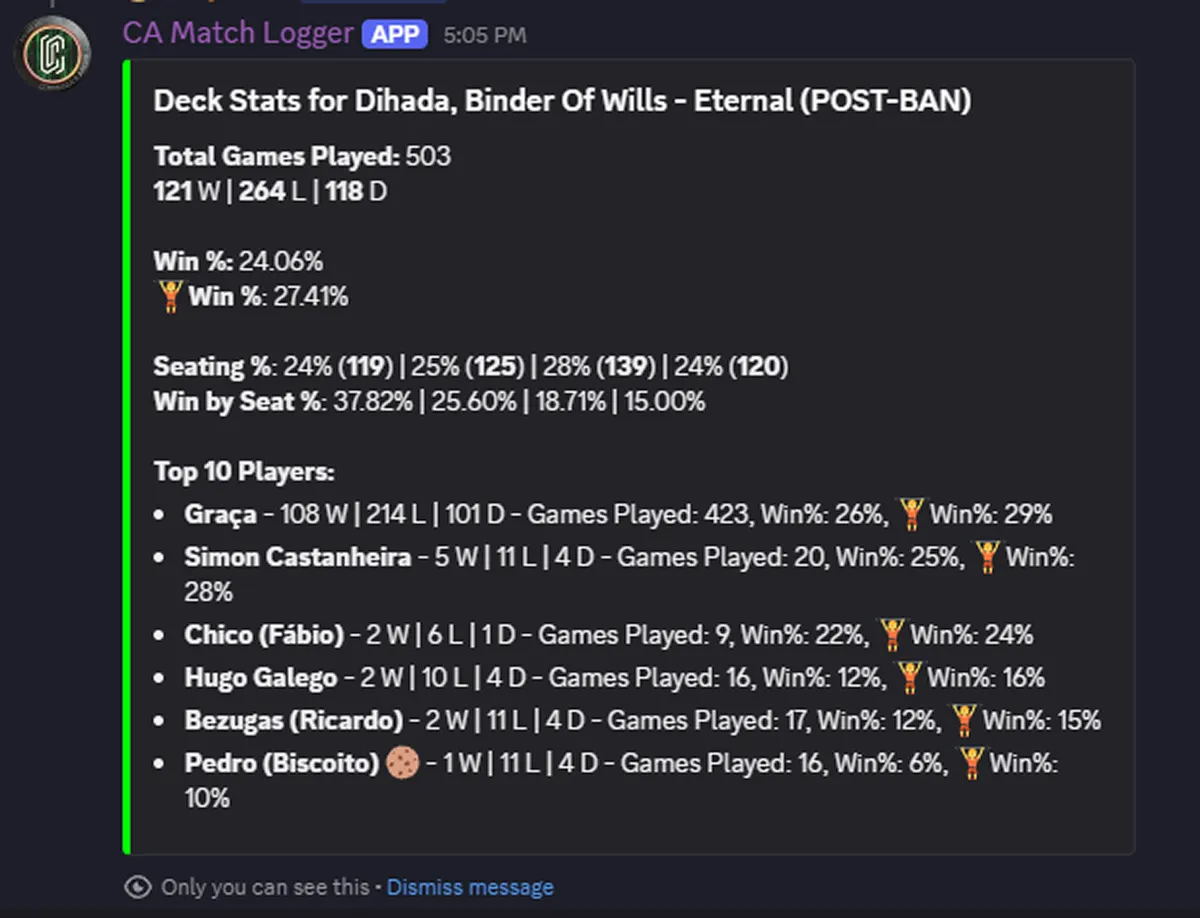 CA Match Logger APP 5:05 PM
Deck Stats for Dihada, Binder Of Wills - Eternal (POST-BAN)
Total Games Played: 503
121 W | 264 L | 118 D
Win %: 24.06%
🏋Win %: 27.41%
Seating %: 24% (119) | 25% (125) | 28% (139) | 24% (120)
Win by Seat %: 37.82% | 25.60% | 18.71% | 15.00%
Top 10 Players:
• Graça - 108 W | 214 L | 101 D - Games Played: 423, Win%: 26%, 🏋Win%: 29%
• Simon Castanheira - 5 W | 11 L | 4 D - Games Played: 20, Win%: 25%, 🏋Win%:
28%
• Chico (Fábio) - 2 W | 6 L | 1 D - Games Played: 9, Win%: 22%, 🏋Win%: 24%
• Hugo Galego - 2 W | 10 L | 4 D - Games Played: 16, Win%: 12%, 🏋Win%: 16%
• Bezugas (Ricardo) - 2 W | 11 L | 4 D - Games Played: 17, Win%: 12%, 🏋Win%: 15%
• Pedro (Biscoito) 🍪 - 1 W | 11 L | 4 D - Games Played: 16, Win%: 6%, 🏋Win%:
10%
Only you can see this • Dismiss message